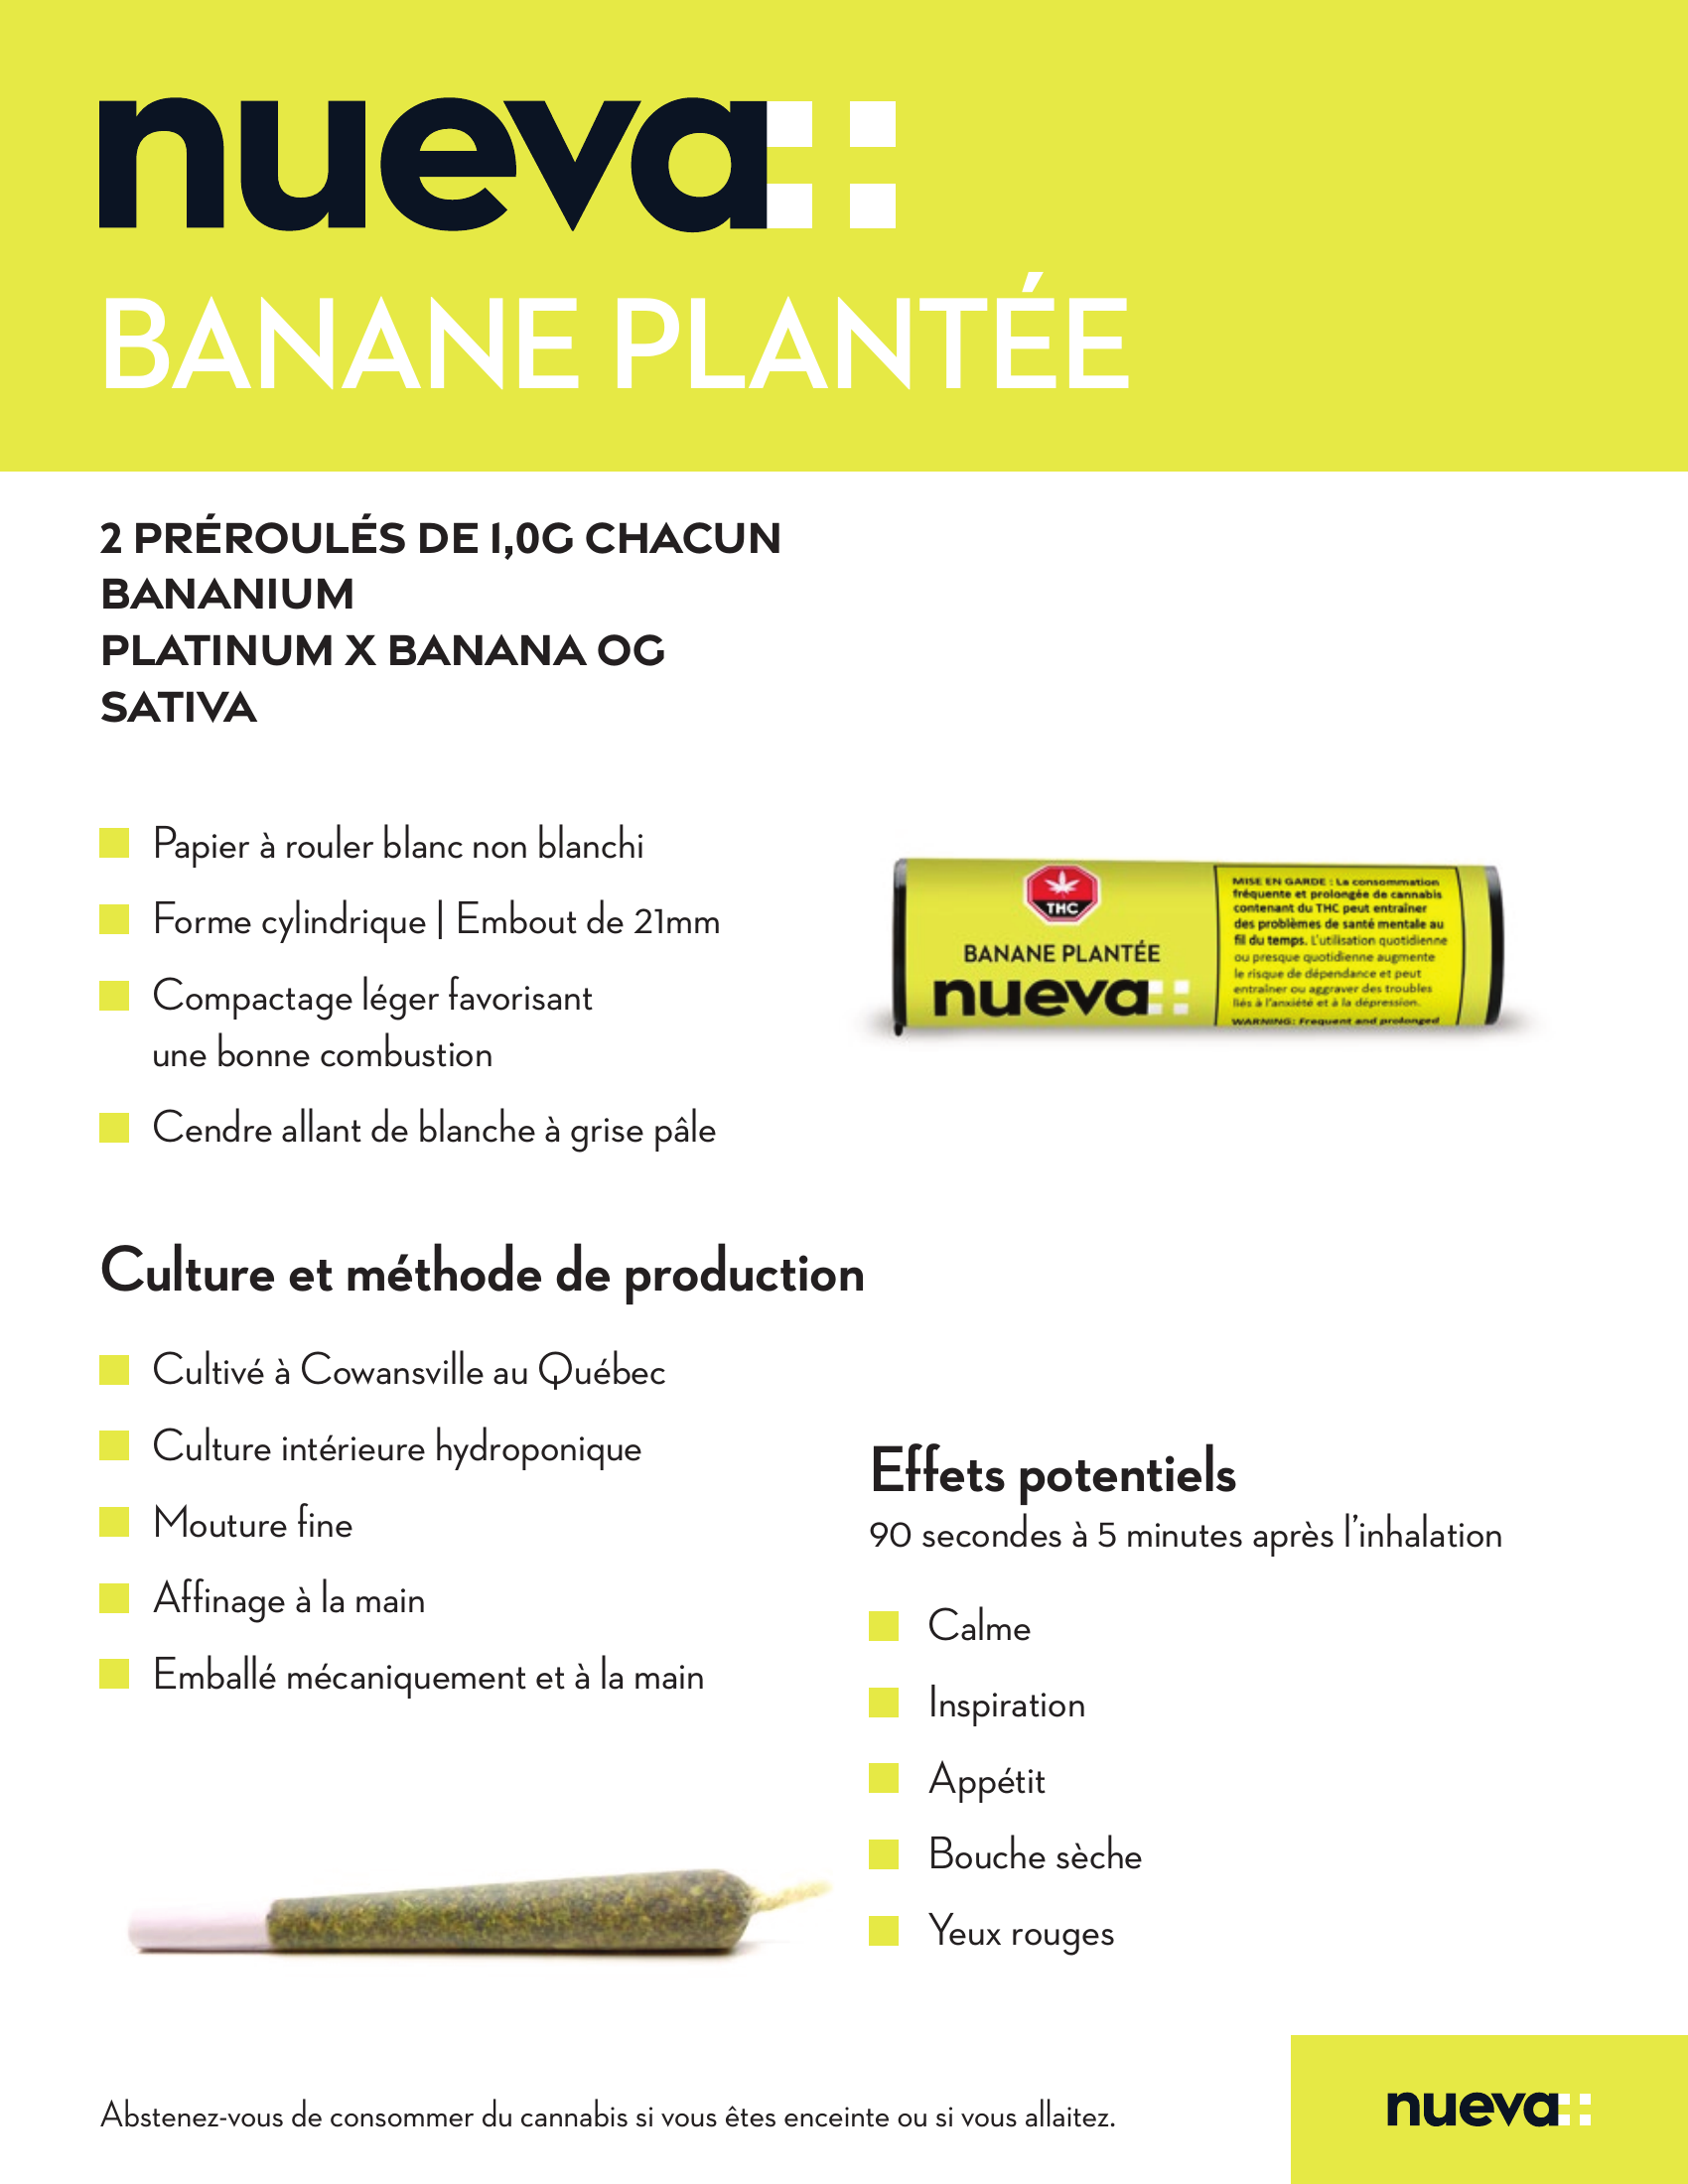 nueva
BANANE PLANTÉE
2 PRÉROULÉS DE 1,0G CHACUN
BANANIUM
PLATINUM X BANANA OG
SATIVA
Papier à rouler blanc non blanchi
Forme cylindrique | Embout de 21mm
Compactage léger favorisant
une bonne combustion
Cendre allant de blanche à grise pâle
THC
BANANE PLANTÉE
nueva
MISE EN GARDE : La consommation
fréquente et prolongée de cannabis
contenant du THC peut entraîner
des problèmes de santé mentale au
fil du temps. L'utilisation quotidienne
ou presque quotidienne augmente
le risque de dépendance et peut
entraîner ou aggraver des troubles
liés à l'anxiété et à la dépression.
WARNING: Frequent and prolonged
Culture et méthode de production
Cultivé à Cowansville au Québec
Culture intérieure hydroponique
Mouture fine
Affinage à la main
Emballé mécaniquement et à la main
Effets potentiels
90 secondes à 5 minutes après l'inhalation
Calme
Inspiration
Appétit
Bouche sèche
Yeux rouges
Abstenez-vous de consommer du cannabis si vous êtes enceinte ou si vous allaitez.
nueva